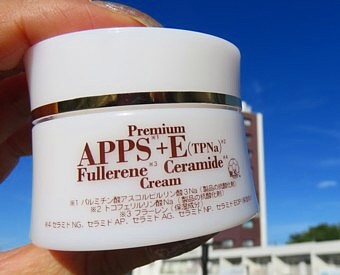 Premium
APPS※1+E(TPNa)※2
Fullerene※3 Ceramide※4
Cream
※1 パルミチン酸アスコルビルリン酸3Na（製品の抗酸化剤）
※2 トコフェリルリン酸Na（製品の抗酸化剤）
※3 フラーレン（保湿成分）
※4 セラミドNG、セラミドAP、セラミドAG、セラミドNP、セラミドEOP